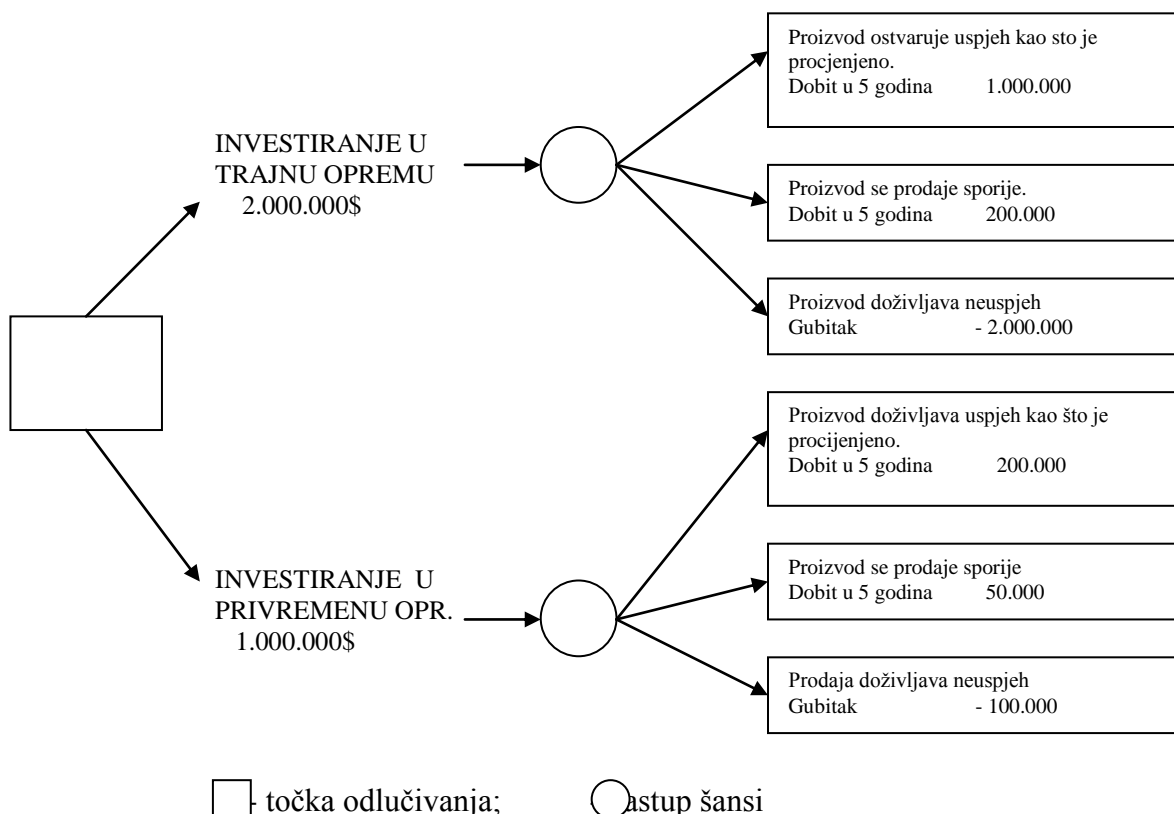 Proizvod ostvaruje uspjeh kao sto je
procjenjeno.
Dobit u 5 godina 1.000.000
INVESTIRANJE U
TRAJNU OPREMU
2.000.000$
Proizvod se prodaje sporije.
Dobit u 5 godina 200.000
Proizvod doživljava neuspjeh
Gubitak - 2.000.000
Proizvod doživljava uspjeh kao što je
procijenjeno.
Dobit u 5 godina 200.000
INVESTIRANJE U
PRIVREMENU OPR.
1.000.000$
Proizvod se prodaje sporije
Dobit u 5 godina 50.000
Prodaja doživljava neuspjeh
Gubitak - 100.000
- točka odlučivanja; šansi